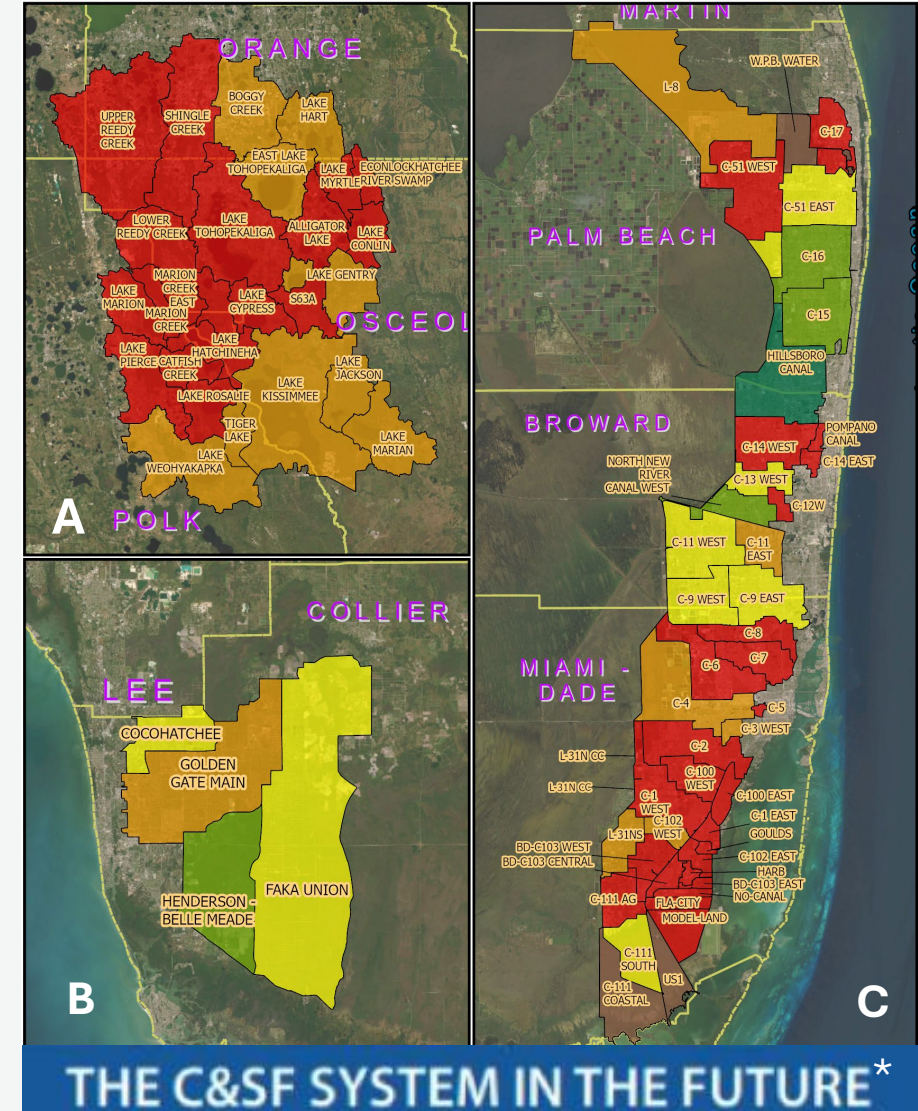 ORANGE
BOGGY
CREEK
LAKE
HART
UPPER
REEDY
CREEK
SHINGLE
CREEK
EAST LAKE
TOHOPEKALIGA
LAKE
MYRTLE
ECONLOCKHATCHEE
RIVER SWAMP
LOWER
REEDY CREEK
LAKE
TOHOPEKALIGA
ALLIGATOR
LAKE
LAKE
CONLIN
MARION
CREEK
EAST
MARION
CREEK
LAKE
MARION
LAKE
CYPRESS
S63A
LAKE GENTRY
OSCEOL
LAKE
PIERCE
CATFISH
CREEK
LAKE
HATCHINEHA
LAKE
JACKSON
LAKE ROSALIE
LAKE
KISSIMMEE
TIGER
LAKE
LAKE
MARIAN
LAKE
WEOHYAKAPKA
A
POLK
COLLIER
LEE
COCOHATCHEE
GOLDEN
GATE MAIN
HENDERSON -
BELLE MEADE
FAKA UNION
B
MARTIN
W.P.B. WATER
L-8
C-17
C-51 WEST
C-51 EAST
PALM BEACH
C-16
C-15
HILLSBORO
CANAL
BROWARD
C-14 WEST
POMPANO
CANAL
C-14 EAST
NORTH NEW
RIVER
CANAL WEST
C-13 WEST
C-12W
C-11 WEST
C-11
EAST
C-9 WEST
C-9 EAST
C-8
MIAMI -
DADE
C-6
C-7
C-4
C-5
C-3 WEST
C-2
L-31N CC
C-100
WEST
L-31N CC
C-1
WEST
C-100 EAST
C-102
WEST
C-1 EAST
L-31NS
GOULDS
BD-C103 WEST
BD-C103 CENTRAL
C-102 EAST
HARB
BD-C103 EAST
NO-CANAL
C-111 AG
FLA-CITY
MODEL-LAND
C-111
SOUTH
US1
C-111
COASTAL
C
THE C&SF SYSTEM IN THE FUTURE*